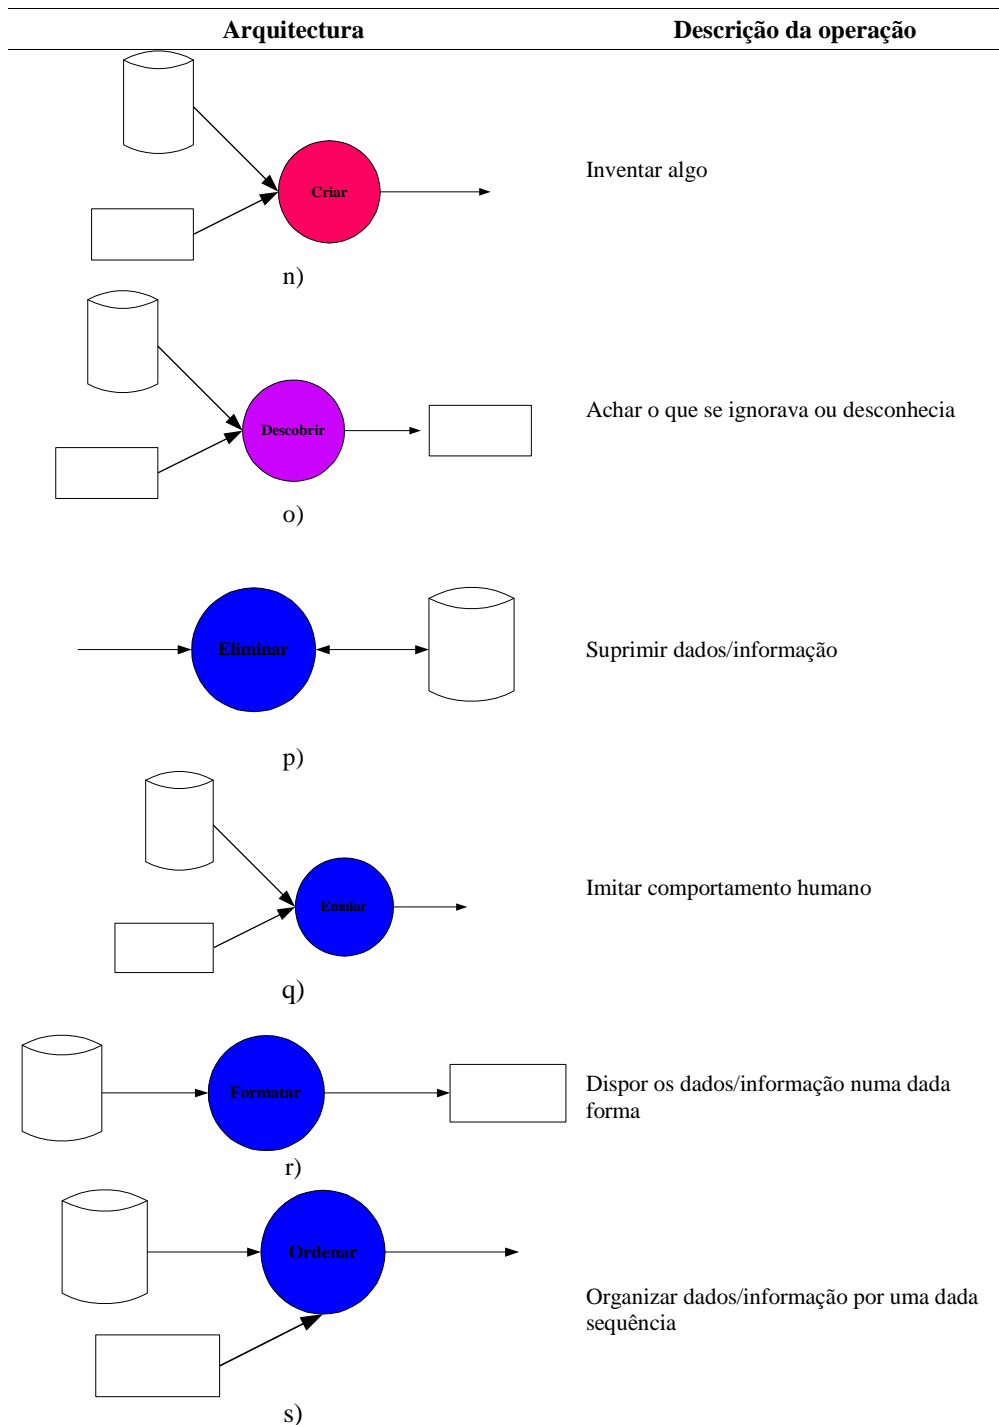 Arquitectura Descrição da operação
Criar
Inventar algo
n)
Descobrir
Achar o que se ignorava ou desconhecia
o)
Eliminar
Suprimir dados/informação
p)
Emular
Imitar comportamento humano
q)
Formatar
Dispor os dados/informação numa dada
forma
r)
Ordenar
Organizar dados/informação por uma dada
sequência
s)